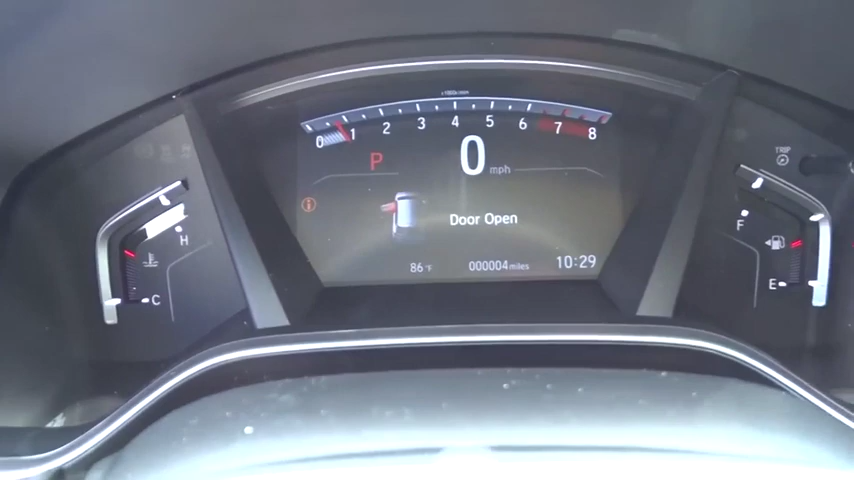 x1000r/min
0 1 2 3 4 5 6 7 8
P
0 mph
TRIP
H
F
Door Open
C
E
86°F
000004 miles
10:29